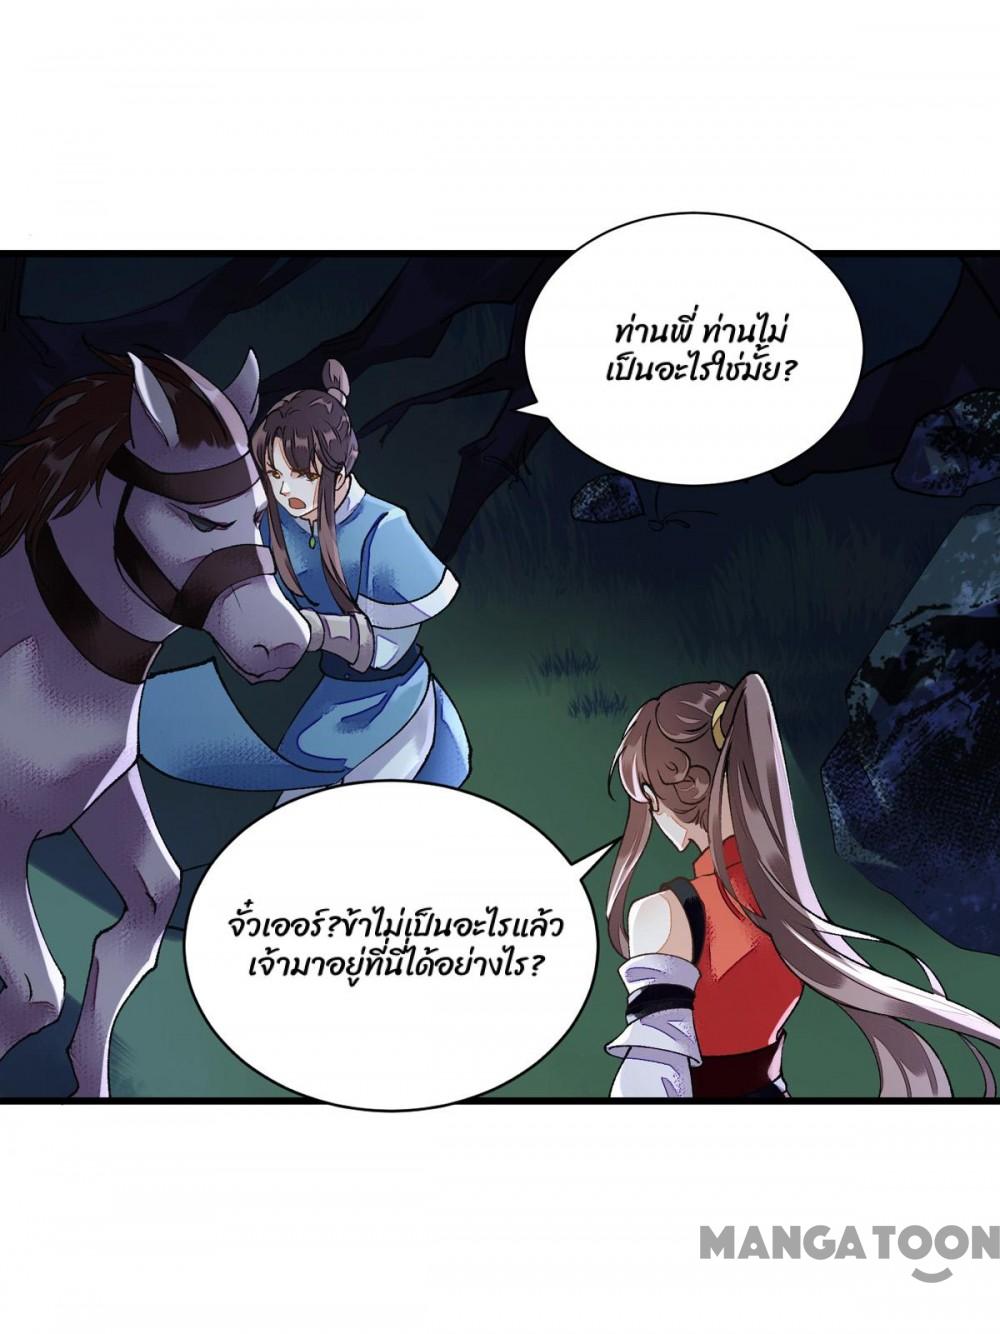 ท่านพี่ ท่านไม่
เป็นอะไรใช่มั้ย?
จั๋วเออร์?ข้าไม่เป็นอะไรแล้ว
เจ้ามาอยู่ที่นี่ได้อย่างไร?
MANGATOON